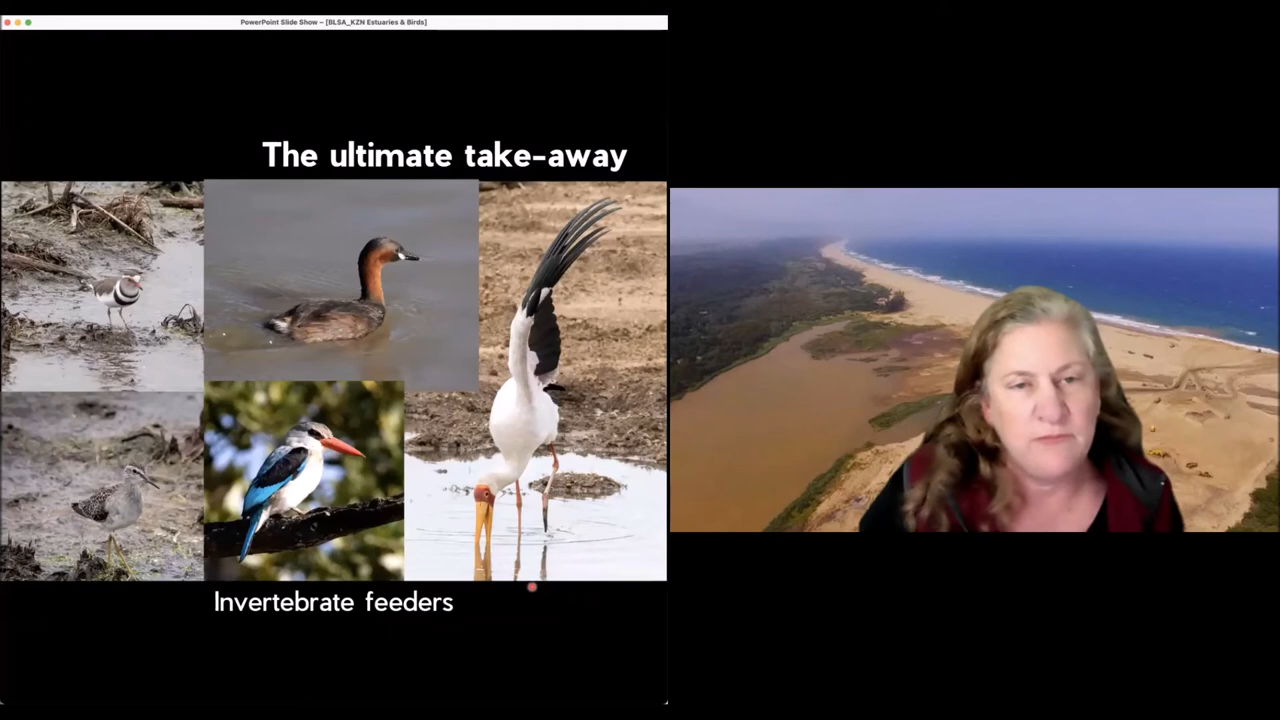 PowerPoint Slide Show – [BLSA_KZN Estuaries & Birds]
The ultimate take-away
Invertebrate feeders